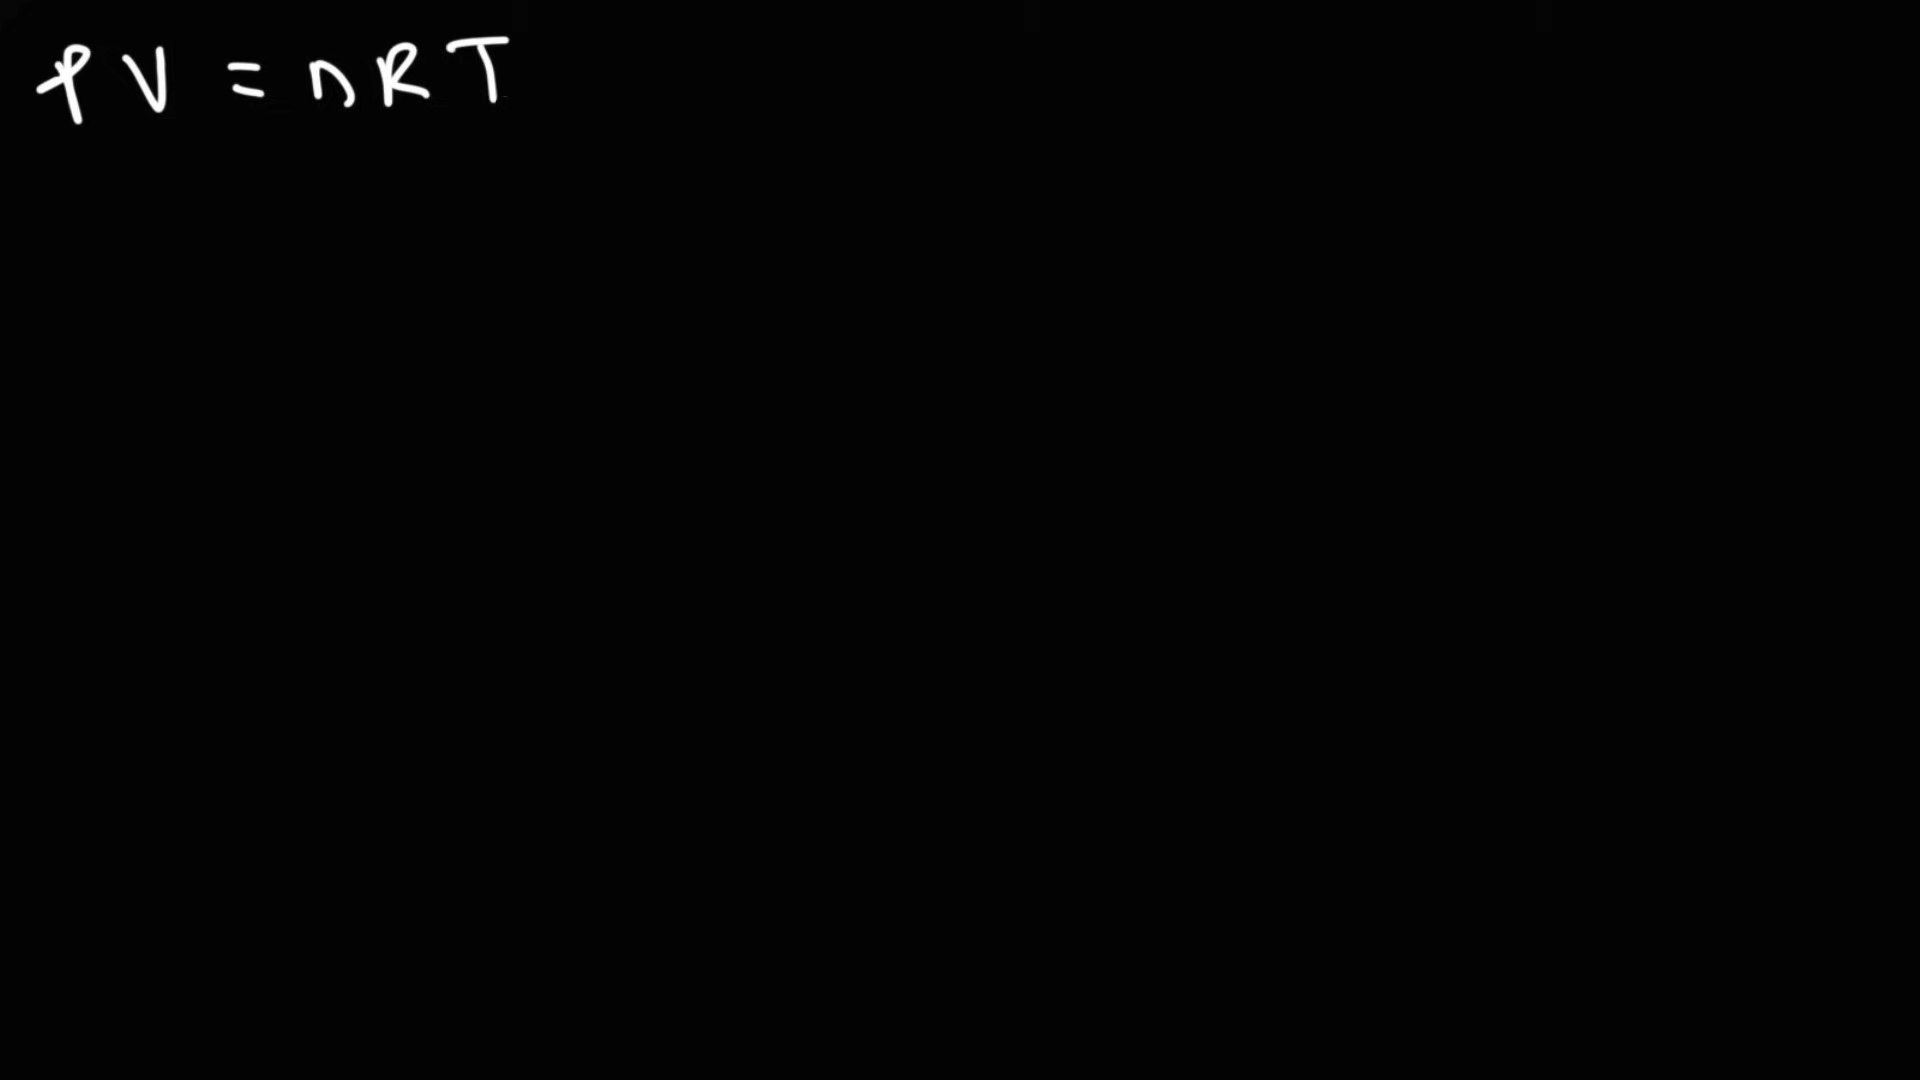 PV = nRT